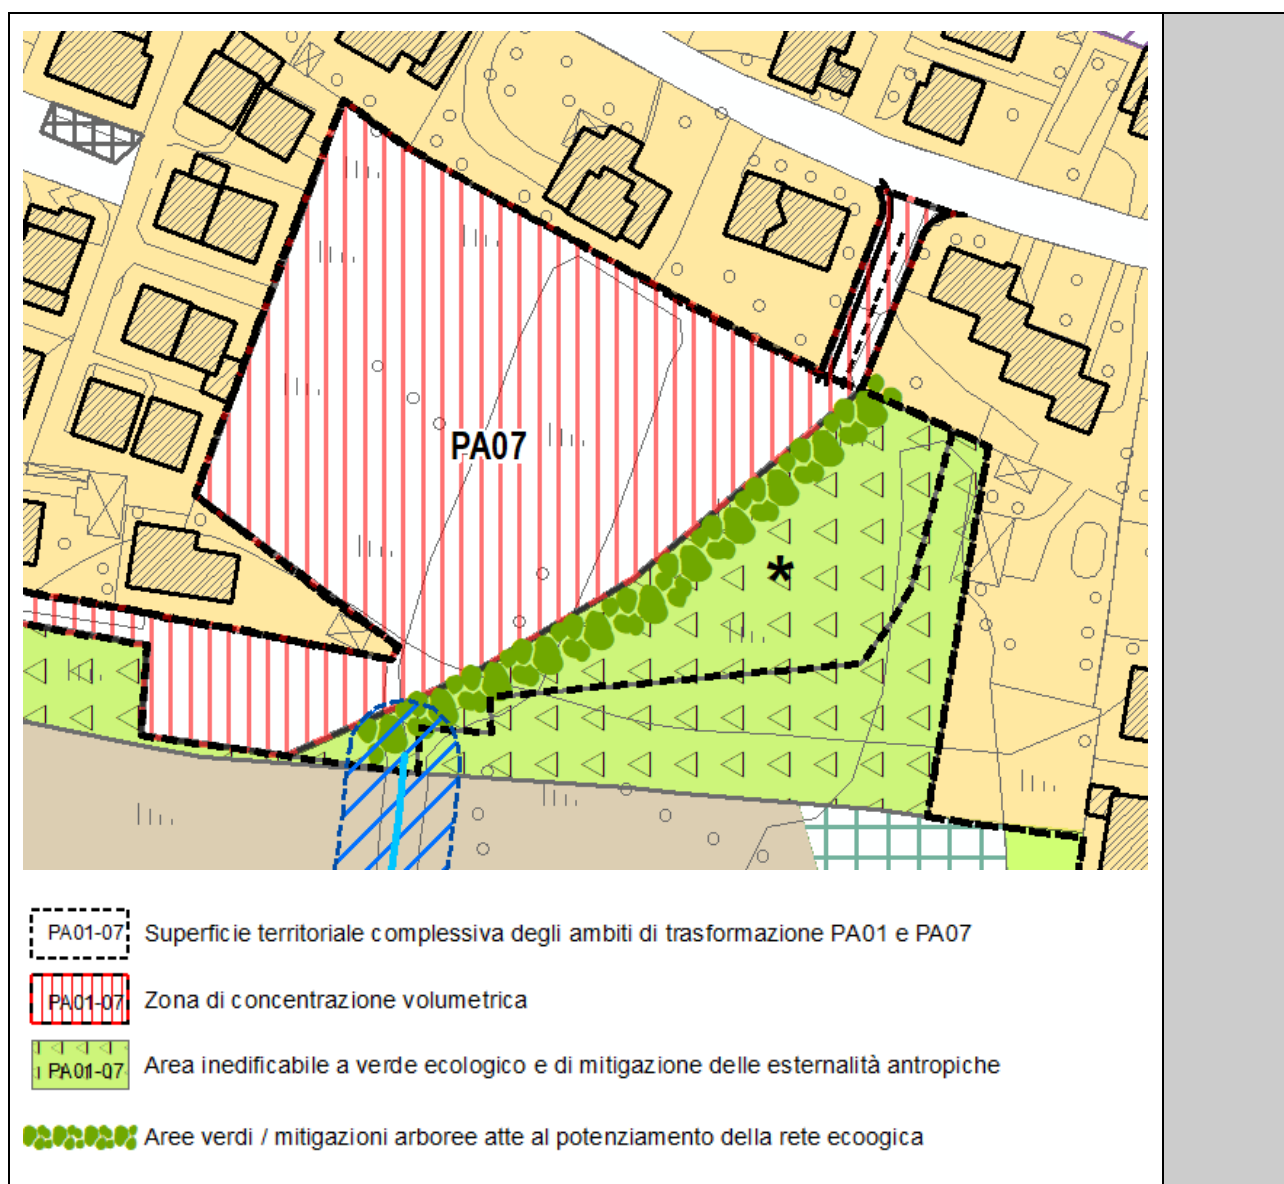 PA07
*
PA01-07 Superficie territoriale complessiva degli ambiti di trasformazione PA01 e PA07
PA01-07 Zona di concentrazione volumetrica
PA01-07 Area inedificabile a verde ecologico e di mitigazione delle esternalità antropiche
Aree verdi / mitigazioni arboree atte al potenziamento della rete ecoogica